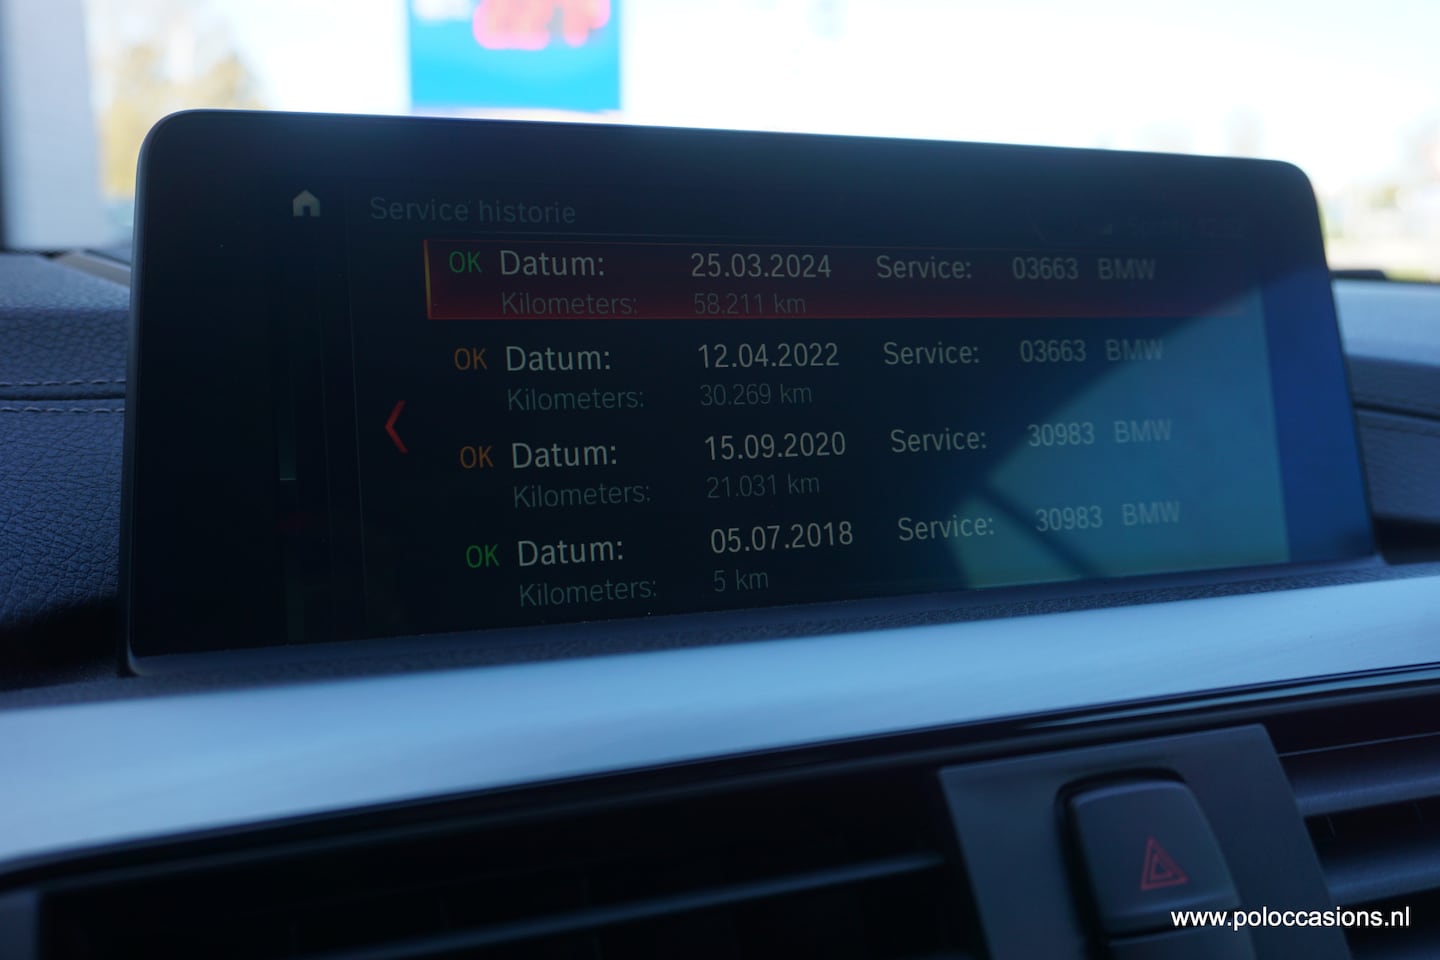 Service historie
OK Datum: 25.03.2024 Service: 03663 BMW
Kilometers: 58.211 km
OK Datum: 12.04.2022 Service: 03663 BMW
Kilometers: 30.269 km
OK Datum: 15.09.2020 Service: 30983 BMW
Kilometers: 21.031 km
OK Datum: 05.07.2018 Service: 30983 BMW
Kilometers: 5 km
www.poloccasions.nl